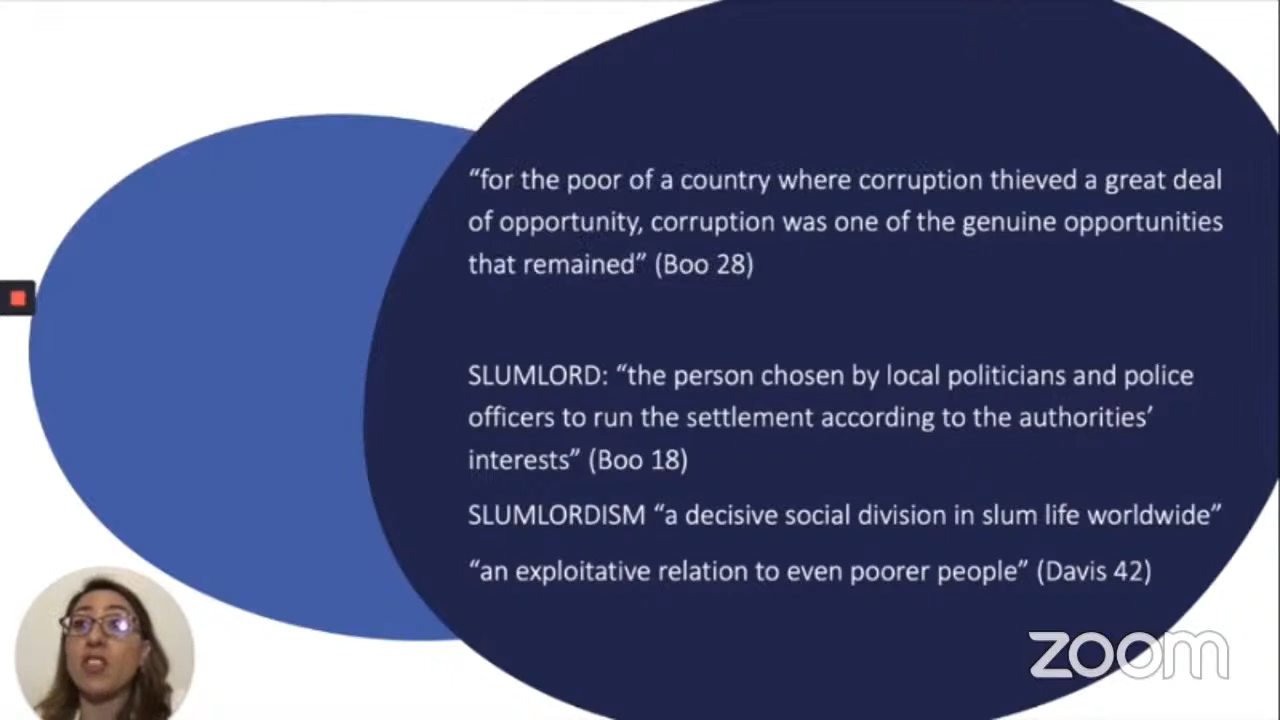 “for the poor of a country where corruption thieved a great deal
of opportunity, corruption was one of the genuine opportunities
that remained” (Boo 28)
SLUMLORD: “the person chosen by local politicians and police
officers to run the settlement according to the authorities’
interests” (Boo 18)
SLUMLORDISM “a decisive social division in slum life worldwide”
“an exploitative relation to even poorer people” (Davis 42)
zoom